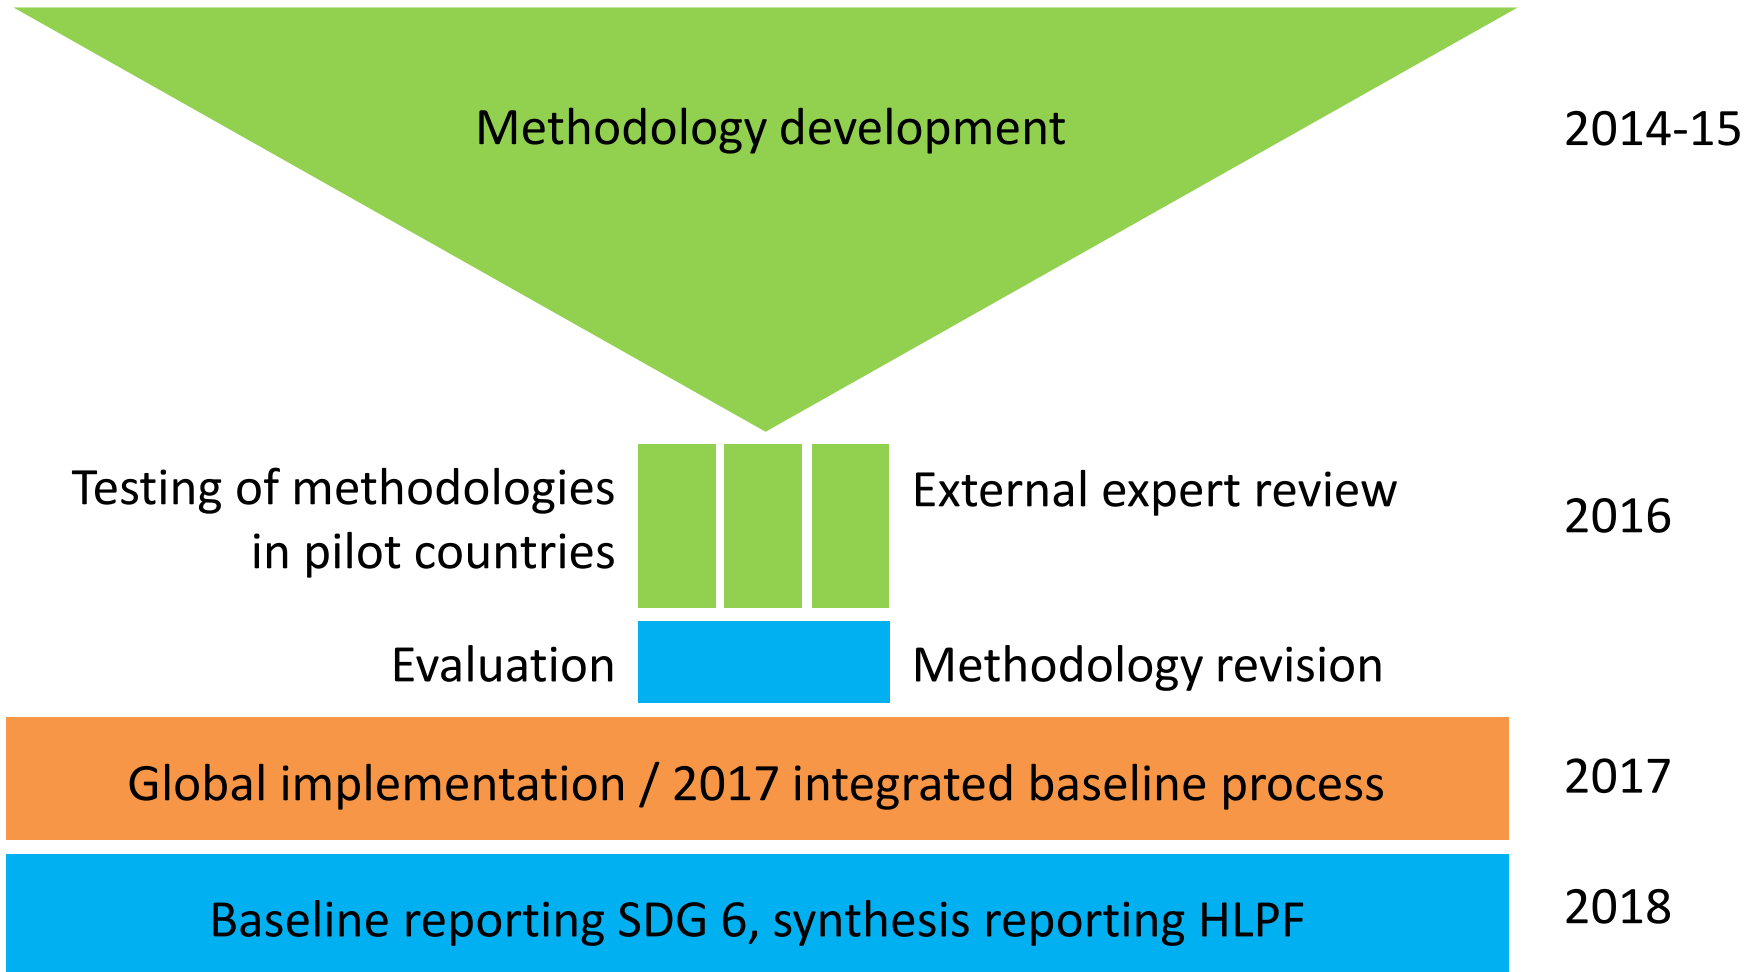 Methodology development
2014-15
Testing of methodologies
in pilot countries
External expert review
2016
Evaluation
Methodology revision
Global implementation / 2017 integrated baseline process
2017
Baseline reporting SDG 6, synthesis reporting HLPF
2018